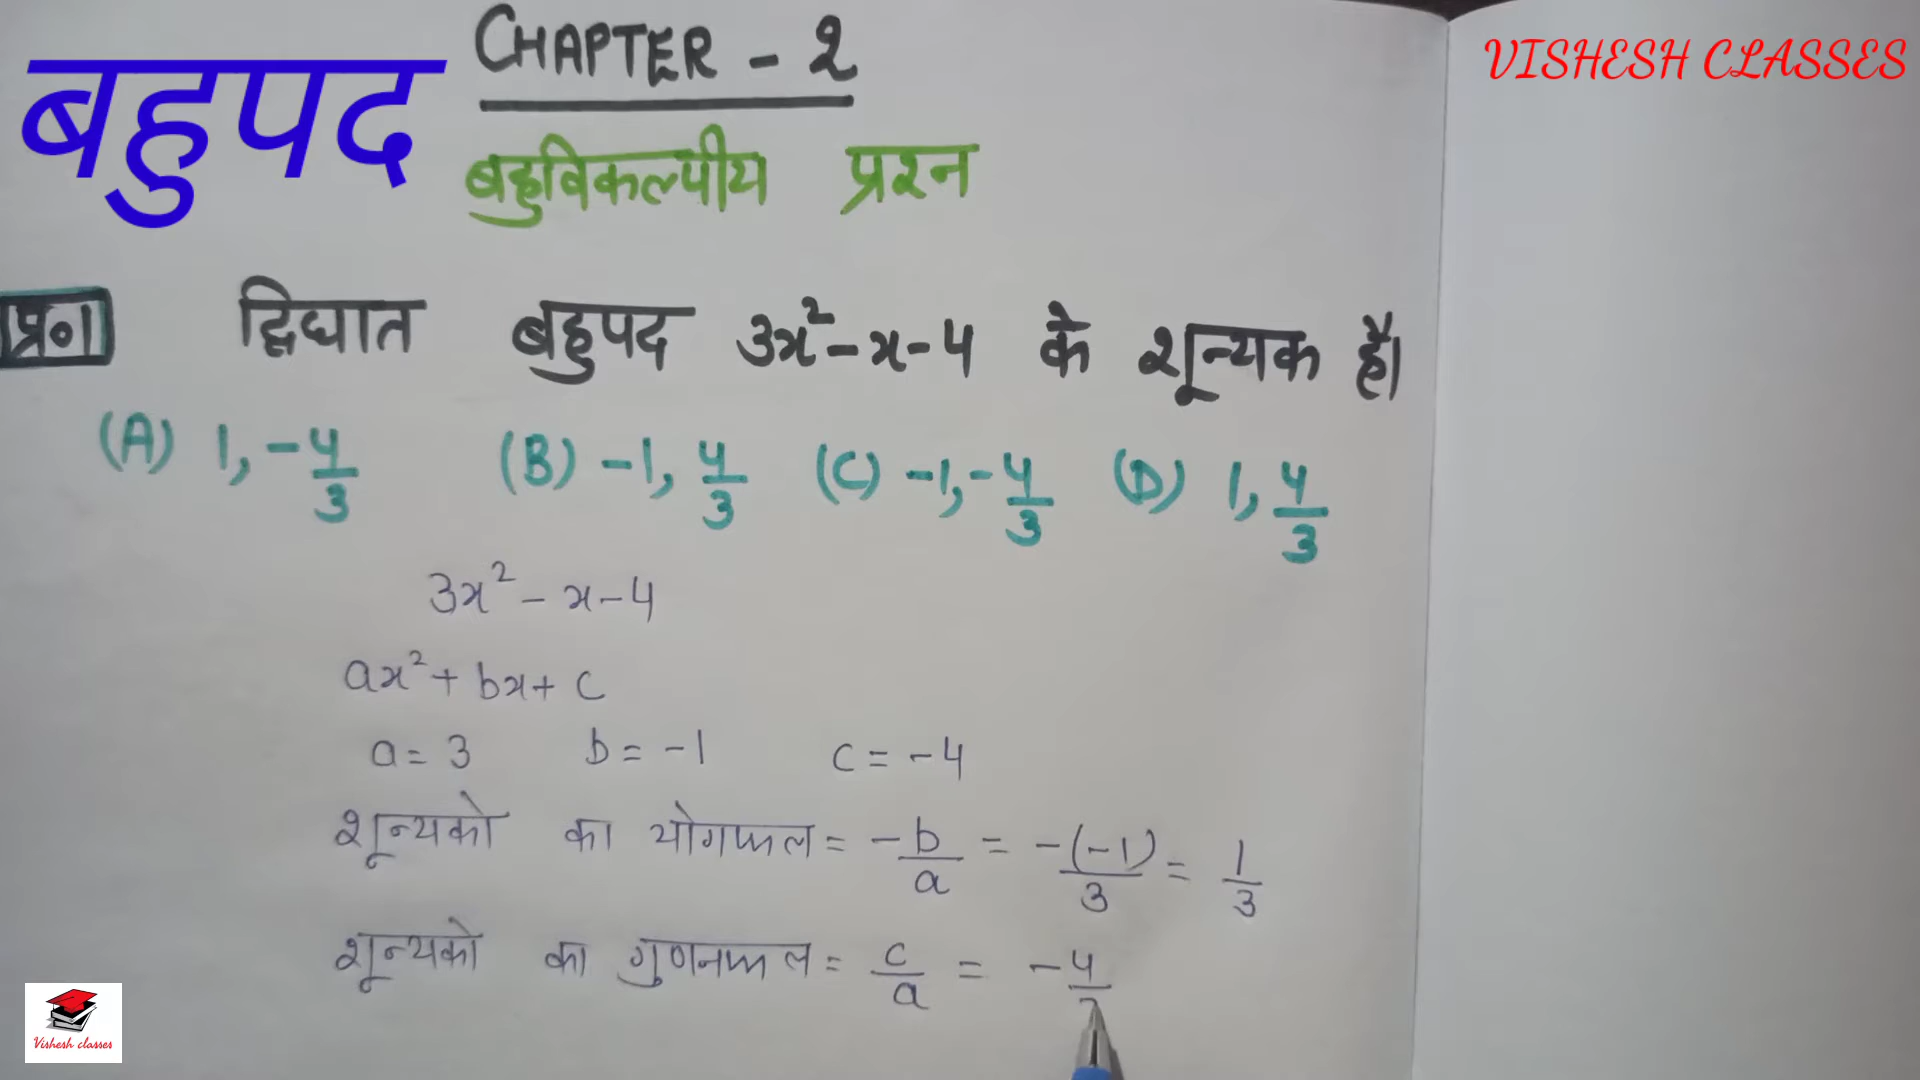 CHAPTER - 2
VISHESH CLASSES
बहुपद
बहुविकल्पीय प्रश्न
प्र०1 द्विघात बहुपद 3x²-x-4 के शून्यक है।
(A) 1, -4/3 (B) -1, 4/3 (C) -1, -4/3 (D) 1, 4/3
3x² - x - 4
ax² + bx + c
a = 3 b = -1 c = -4
शून्यको का योगफल = -b/a = -(-1)/3 = 1/3
शून्यको का गुणनफल = c/a = -4/
Vishesh classes